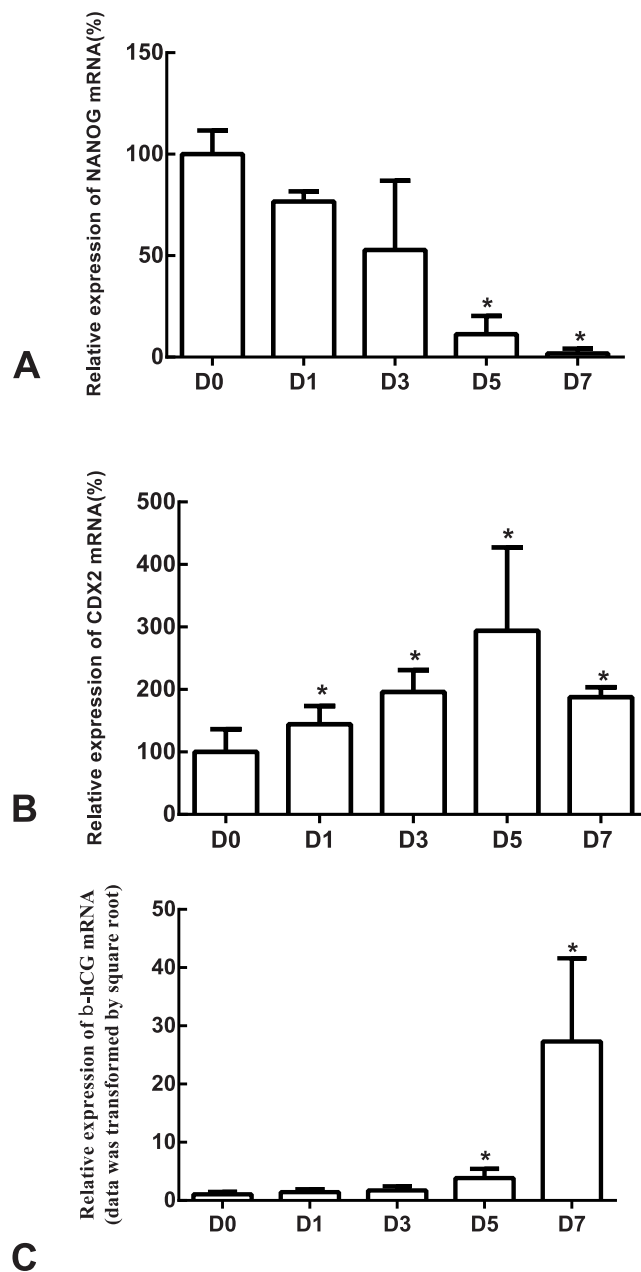 Relative expression of NANOG mRNA(%)
150
100
50
0
*
*
D0 D1 D3 D5 D7
A
Relative expression of CDX2 mRNA(%)
500
400
300
200
100
0
*
*
*
*
D0 D1 D3 D5 D7
B
Relative expression of b-hCG mRNA
(data was transformed by square root)
50
40
30
20
10
0
*
*
D0 D1 D3 D5 D7
C